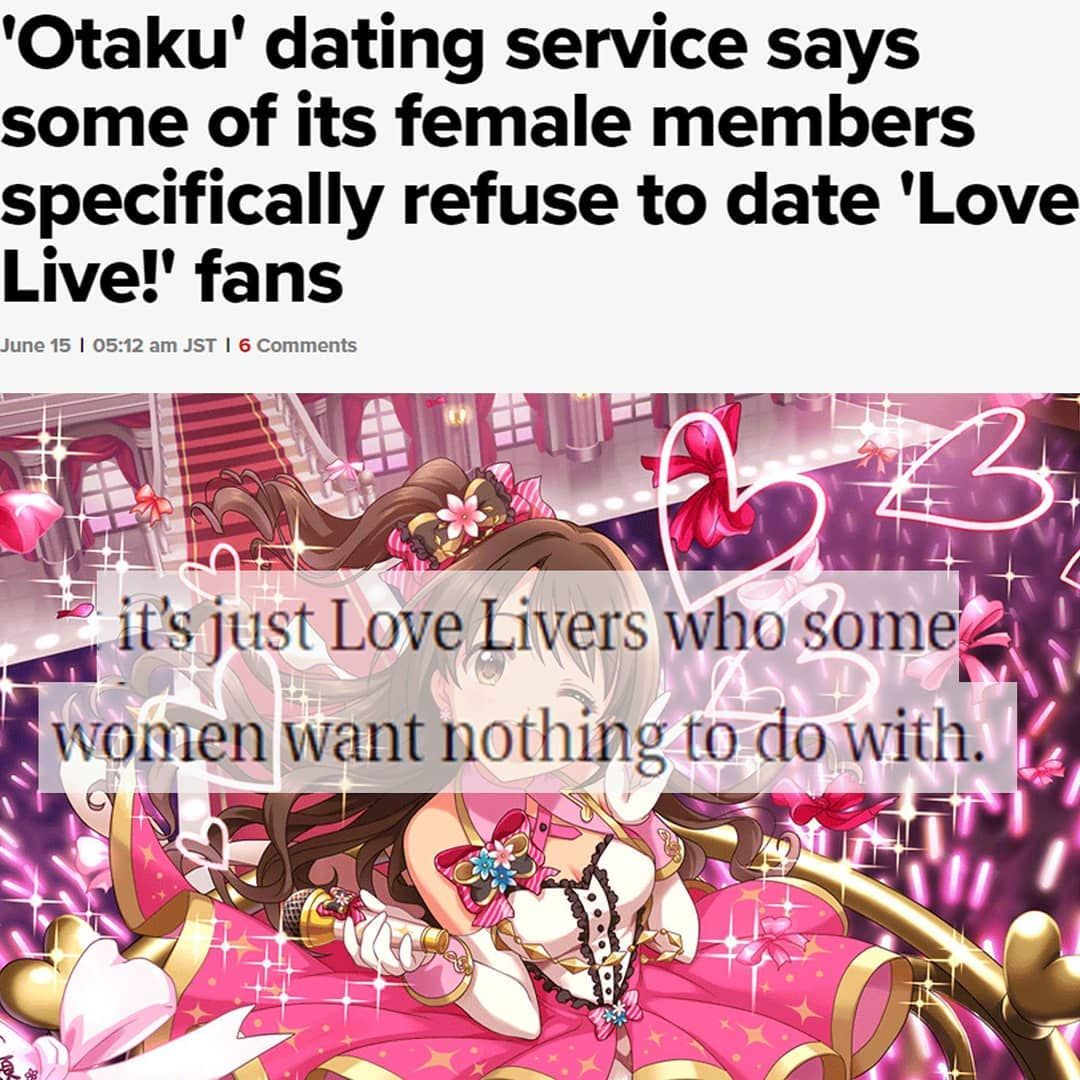 'Otaku' dating service says
some of its female members
specifically refuse to date 'Love
Live!' fans
June 15 | 05:12 am JST | 6 Comments
it's just Love Livers who some
women want nothing to do with.